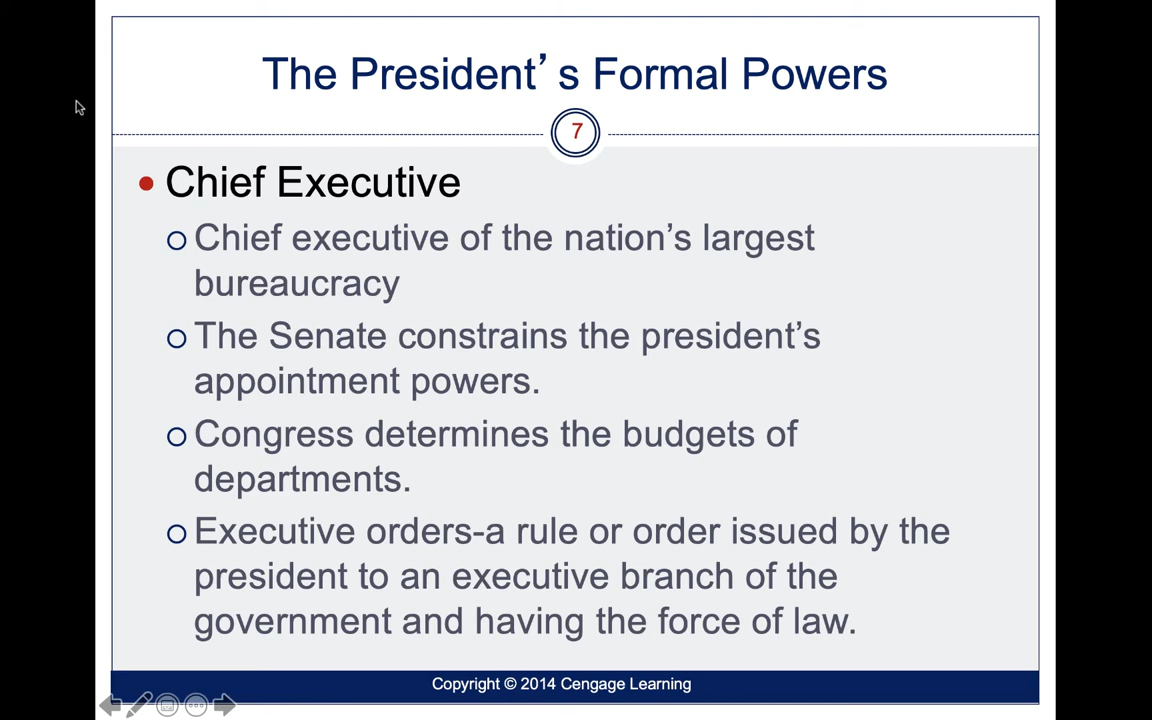 The President’s Formal Powers
7
Chief Executive
Chief executive of the nation’s largest
bureaucracy
The Senate constrains the president’s
appointment powers.
Congress determines the budgets of
departments.
Executive orders-a rule or order issued by the
president to an executive branch of the
government and having the force of law.
Copyright © 2014 Cengage Learning